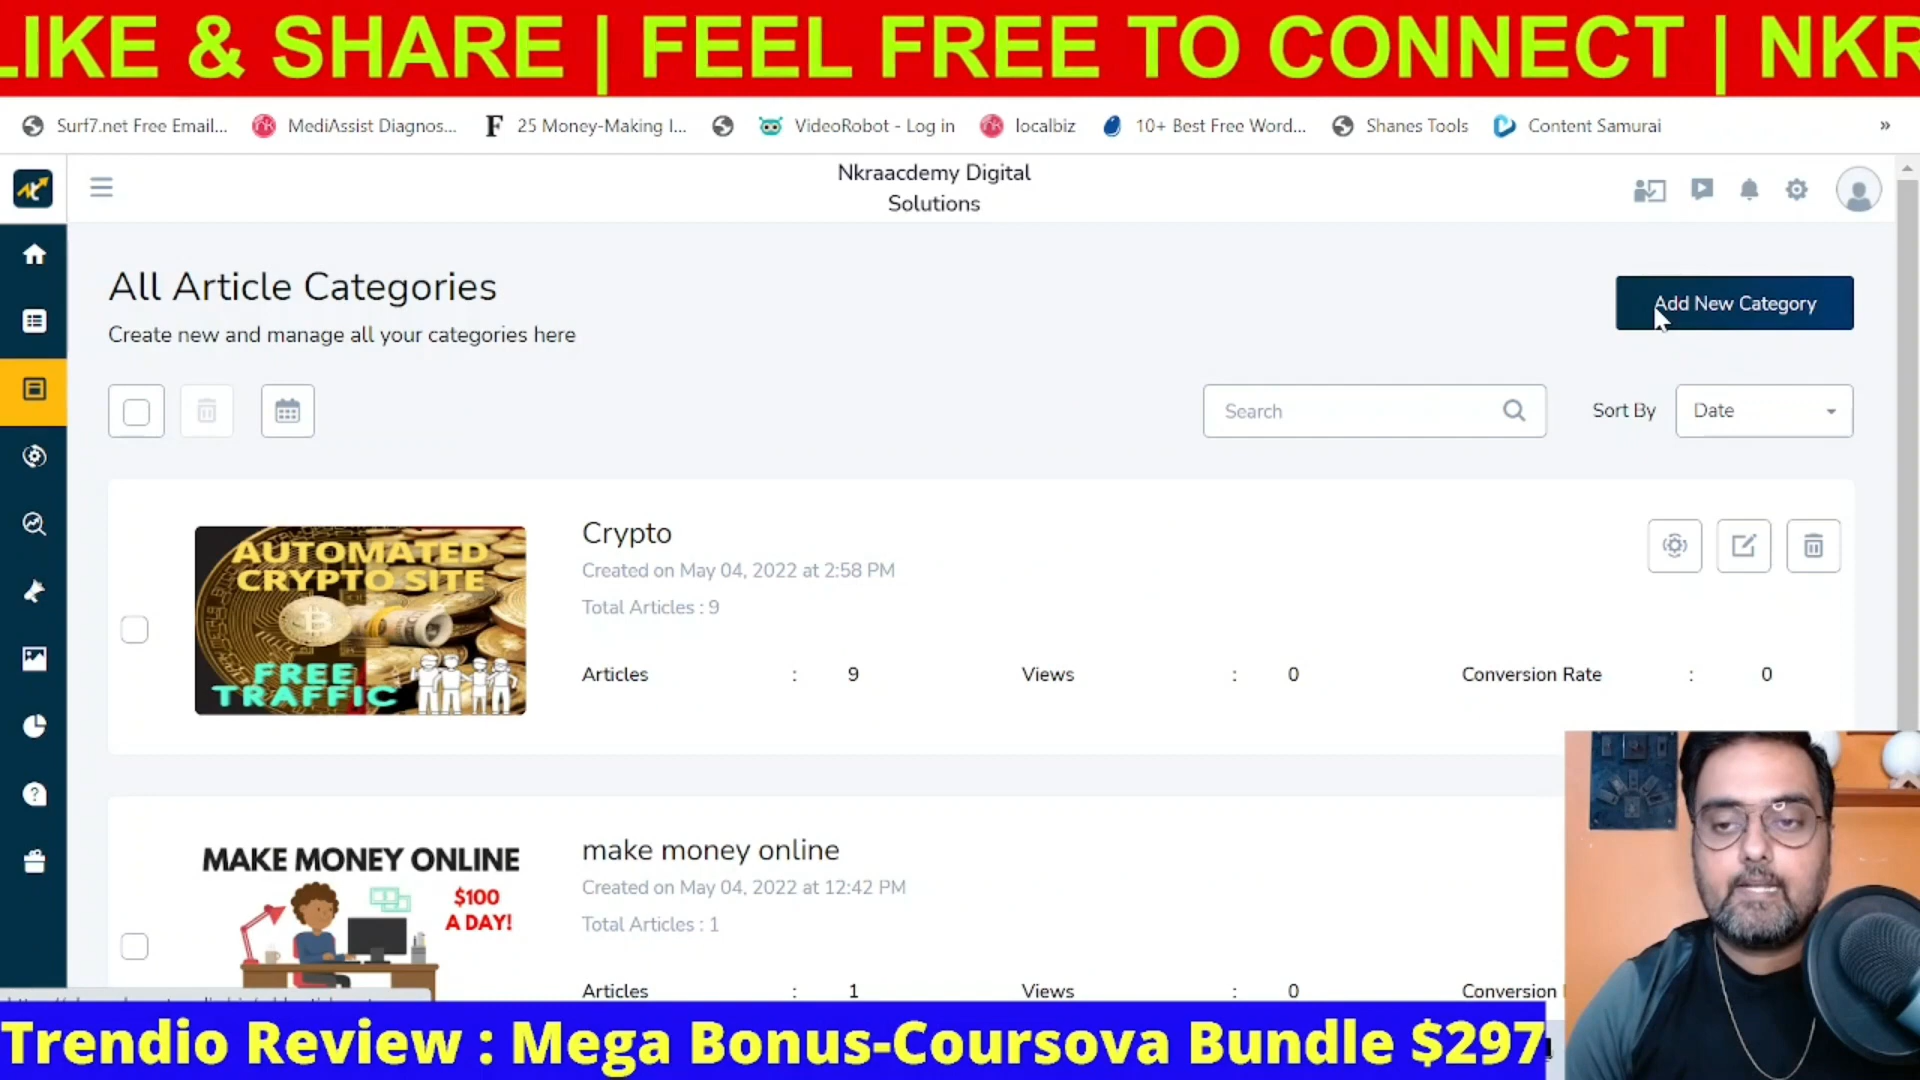 LIKE & SHARE | FEEL FREE TO CONNECT | NKR
Surf7.net Free Email... MediAssist Diagnos... 25 Money-Making I... VideoRobot - Log in localbiz 10+ Best Free Word... Shanes Tools Content Samurai »
Nkraacdemy Digital
Solutions
All Article Categories
Add New Category
Create new and manage all your categories here
Search
Sort By
Date
AUTOMATED
CRYPTO SITE
FREE
TRAFFIC
Crypto
Created on May 04, 2022 at 2:58 PM
Total Articles : 9
Articles : 9 Views : 0 Conversion Rate : 0
MAKE MONEY ONLINE
$100
A DAY!
make money online
Created on May 04, 2022 at 12:42 PM
Total Articles : 1
Articles : 1 Views : 0 Conversion
Trendio Review : Mega Bonus-Coursova Bundle $297